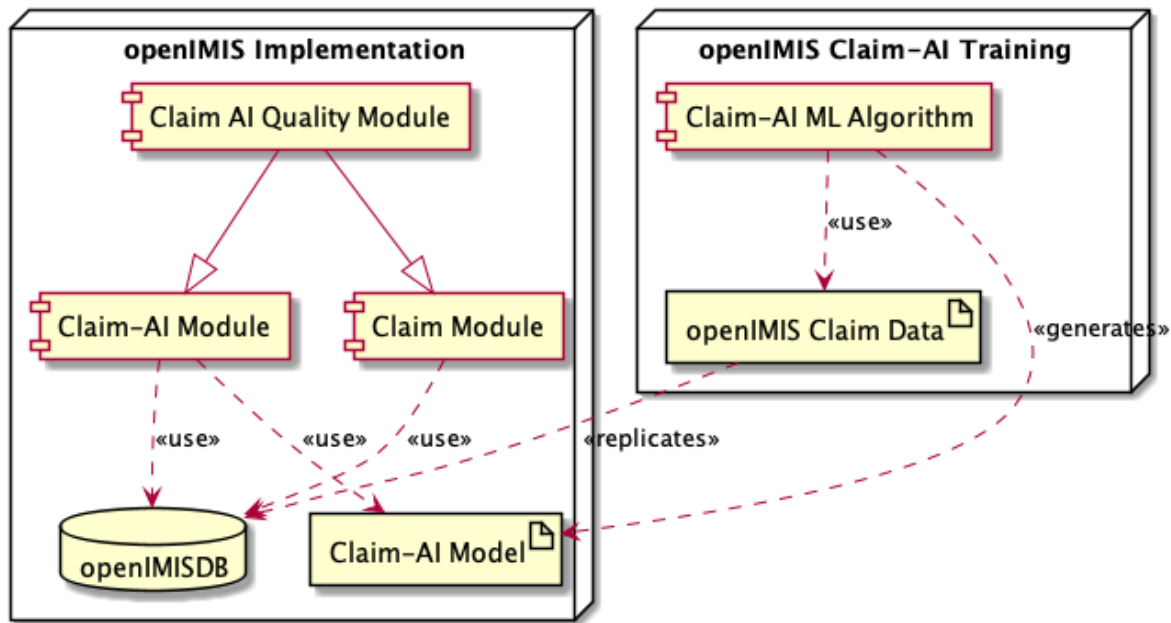 openIMIS Implementation
openIMIS Claim-AI Training
Claim AI Quality Module
Claim-AI ML Algorithm
«use»
Claim-AI Module
Claim Module
openIMIS Claim Data
«generates»
«use»
«use»
«use»
«replicates»
openIMISDB
Claim-AI Model